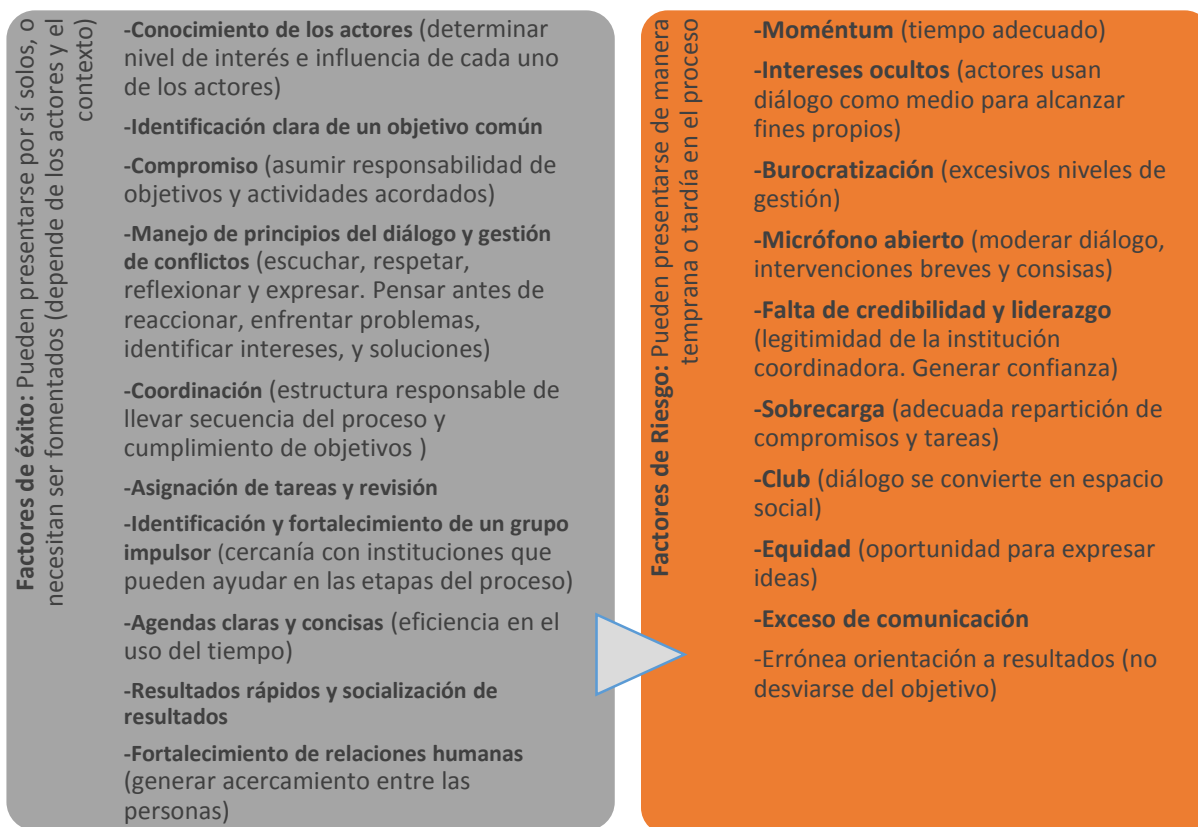 Factores de éxito: Pueden presentarse por sí solos, o
necesitan ser fomentados (depende de los actores y el
contexto)
-Conocimiento de los actores (determinar
nivel de interés e influencia de cada uno
de los actores)
-Identificación clara de un objetivo común
-Compromiso (asumir responsabilidad de
objetivos y actividades acordados)
-Manejo de principios del diálogo y gestión
de conflictos (escuchar, respetar,
reflexionar y expresar. Pensar antes de
reaccionar, enfrentar problemas,
identificar intereses, y soluciones)
-Coordinación (estructura responsable de
llevar secuencia del proceso y
cumplimiento de objetivos )
-Asignación de tareas y revisión
-Identificación y fortalecimiento de un grupo
impulsor (cercanía con instituciones que
pueden ayudar en las etapas del proceso)
-Agendas claras y concisas (eficiencia en el
uso del tiempo)
-Resultados rápidos y socialización de
resultados
-Fortalecimiento de relaciones humanas
(generar acercamiento entre las
personas)
Factores de Riesgo: Pueden presentarse de manera
temprana o tardía en el proceso
-Moméntum (tiempo adecuado)
-Intereses ocultos (actores usan
diálogo como medio para alcanzar
fines propios)
-Burocratización (excesivos niveles de
gestión)
-Micrófono abierto (moderar diálogo,
intervenciones breves y consisas)
-Falta de credibilidad y liderazgo
(legitimidad de la institución
coordinadora. Generar confianza)
-Sobrecarga (adecuada repartición de
compromisos y tareas)
-Club (diálogo se convierte en espacio
social)
-Equidad (oportunidad para expresar
ideas)
-Exceso de comunicación
-Errónea orientación a resultados (no
desviarse del objetivo)